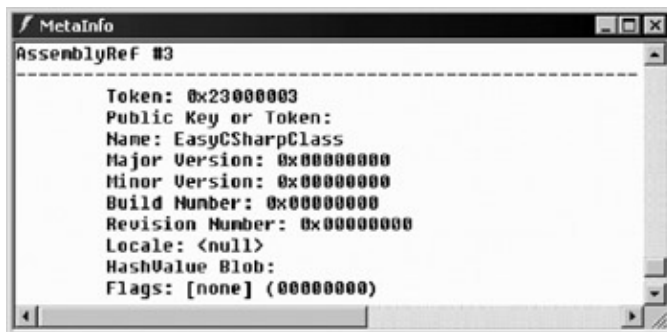 MetaInfo
AssemblyRef #3
-------------------------------------------------------
Token: 0x23000003
Public Key or Token:
Name: EasyCSharpClass
Major Version: 0x00000000
Minor Version: 0x00000000
Build Number: 0x00000000
Revision Number: 0x00000000
Locale: <null>
HashValue Blob:
Flags: [none] (00000000)